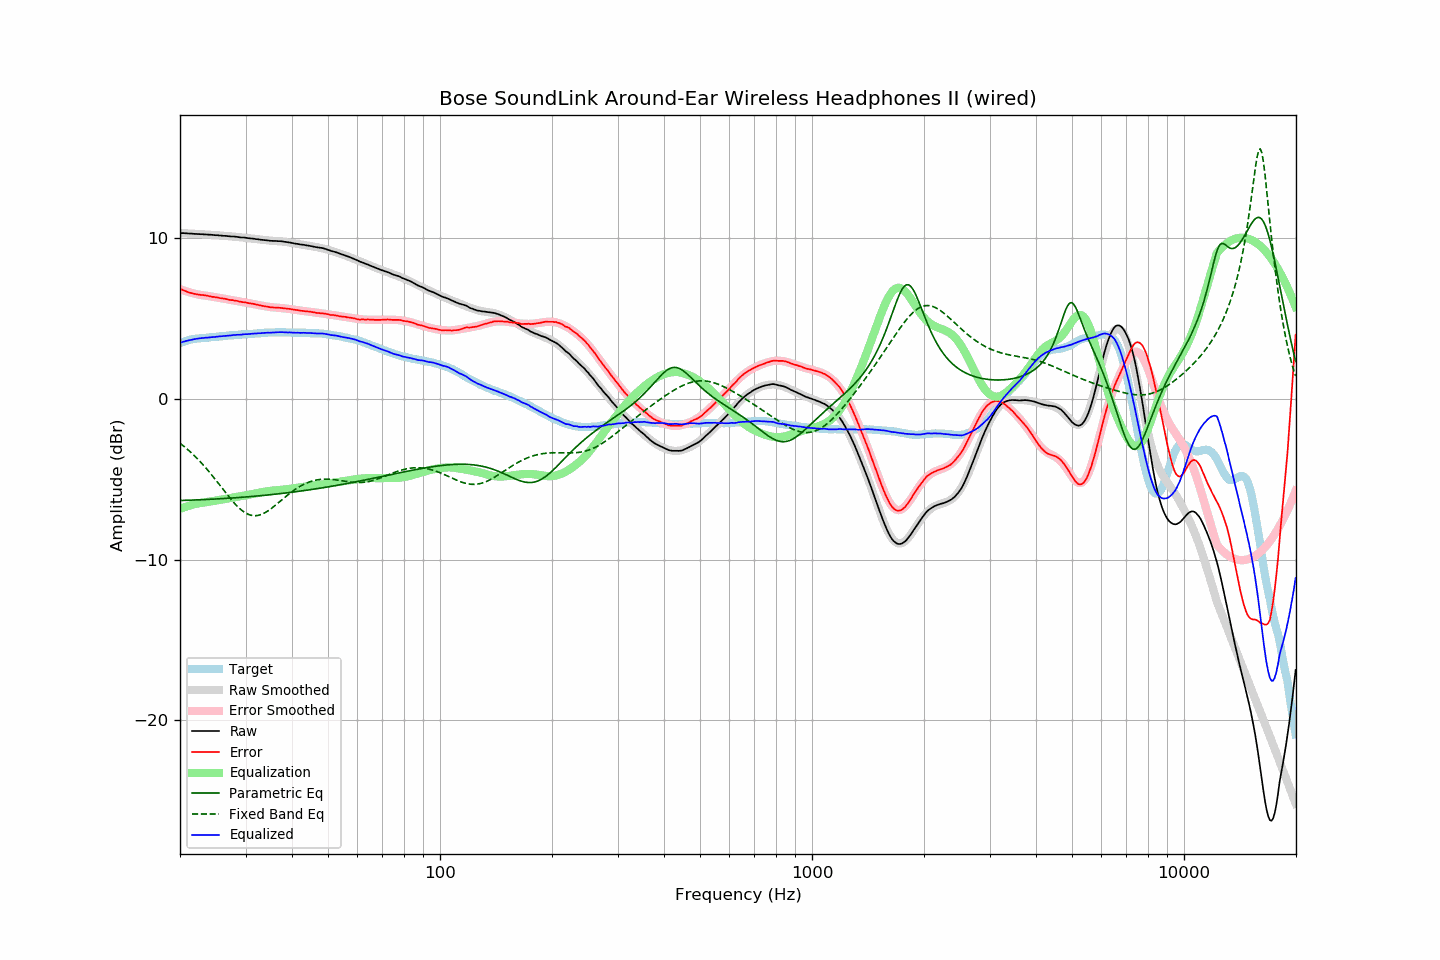 Bose SoundLink Around-Ear Wireless Headphones II (wired)
Amplitude (dBr)
10
0
−10
−20
Target
Raw Smoothed
Error Smoothed
Raw
Error
Equalization
Parametric Eq
Fixed Band Eq
Equalized
100
1000
10000
Frequency (Hz)